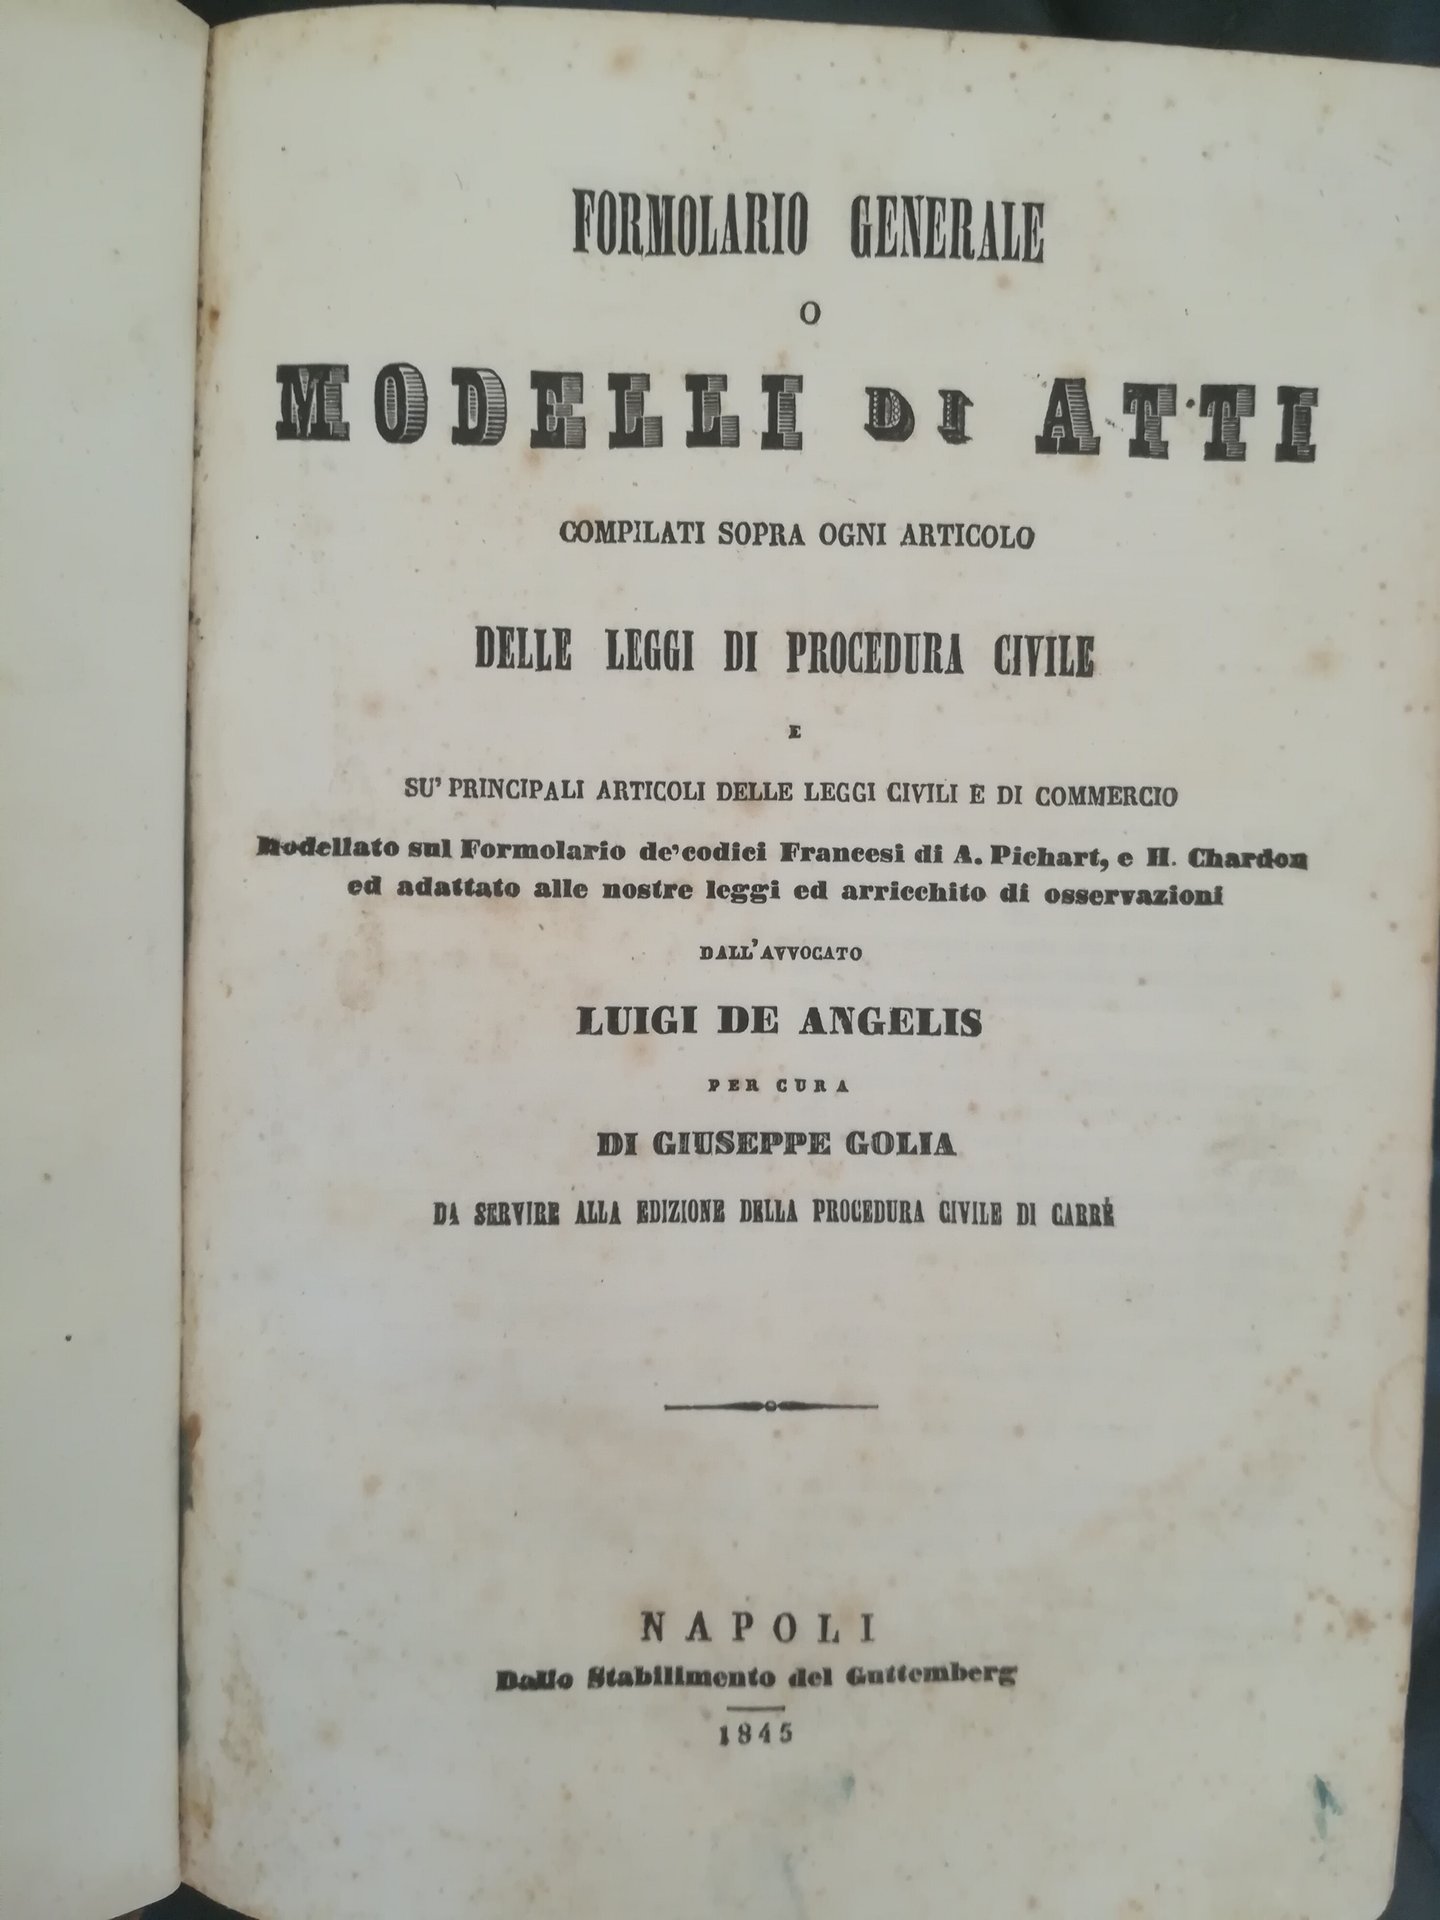 FORMOLARIO GENERALE
O
MODELLI DI ATTI
COMPILATI SOPRA OGNI ARTICOLO
DELLE LEGGI DI PROCEDURA CIVILE
E
SU' PRINCIPALI ARTICOLI DELLE LEGGI CIVILI E DI COMMERCIO
Modellato sul Formolario de' codici Francesi di A. Pichart, e H. Chardon
ed adattato alle nostre leggi ed arricchito di osservazioni
DALL'AVVOCATO
LUIGI DE ANGELIS
PER CURA
DI GIUSEPPE GOLIA
DA SERVIRE ALLA EDIZIONE DELLA PROCEDURA CIVILE DI CARRÈ
NAPOLI
Dallo Stabilimento del Guttemberg
1845